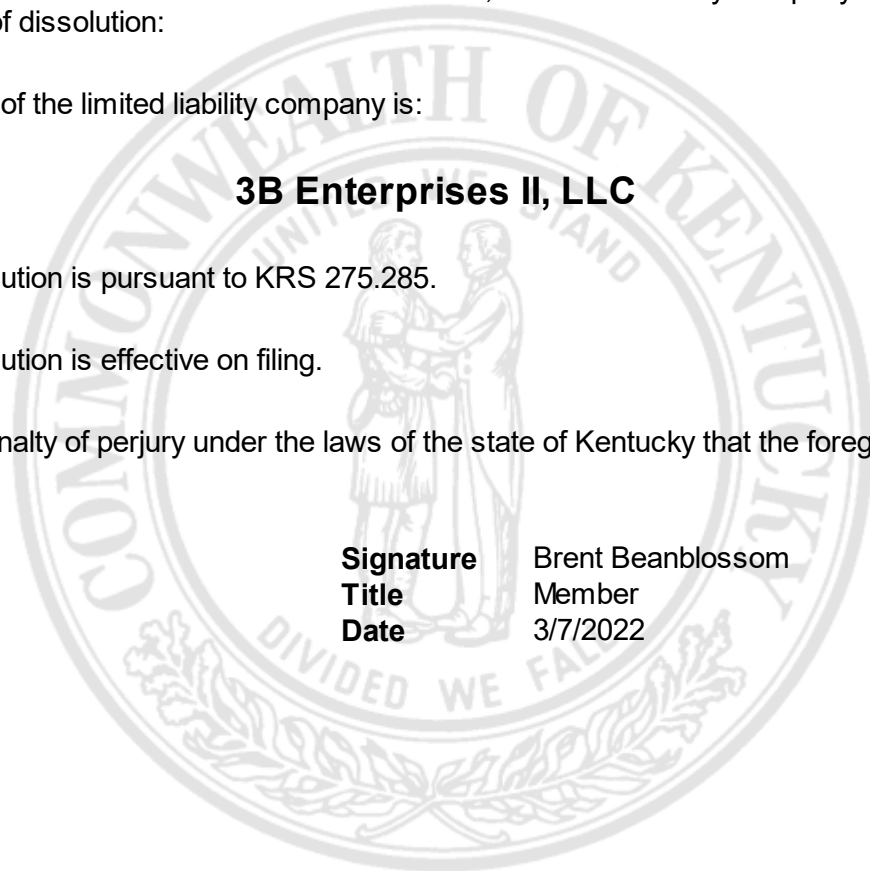 of dissolution:
of the limited liability company is:
3B Enterprises II, LLC
ution is pursuant to KRS 275.285.
ution is effective on filing.
nalty of perjury under the laws of the state of Kentucky that the foreg
Signature Brent Beanblossom
Title Member
Date 3/7/2022
COMMONWEALTH OF KENTUCKY
UNITED WE STAND
DIVIDED WE FALL